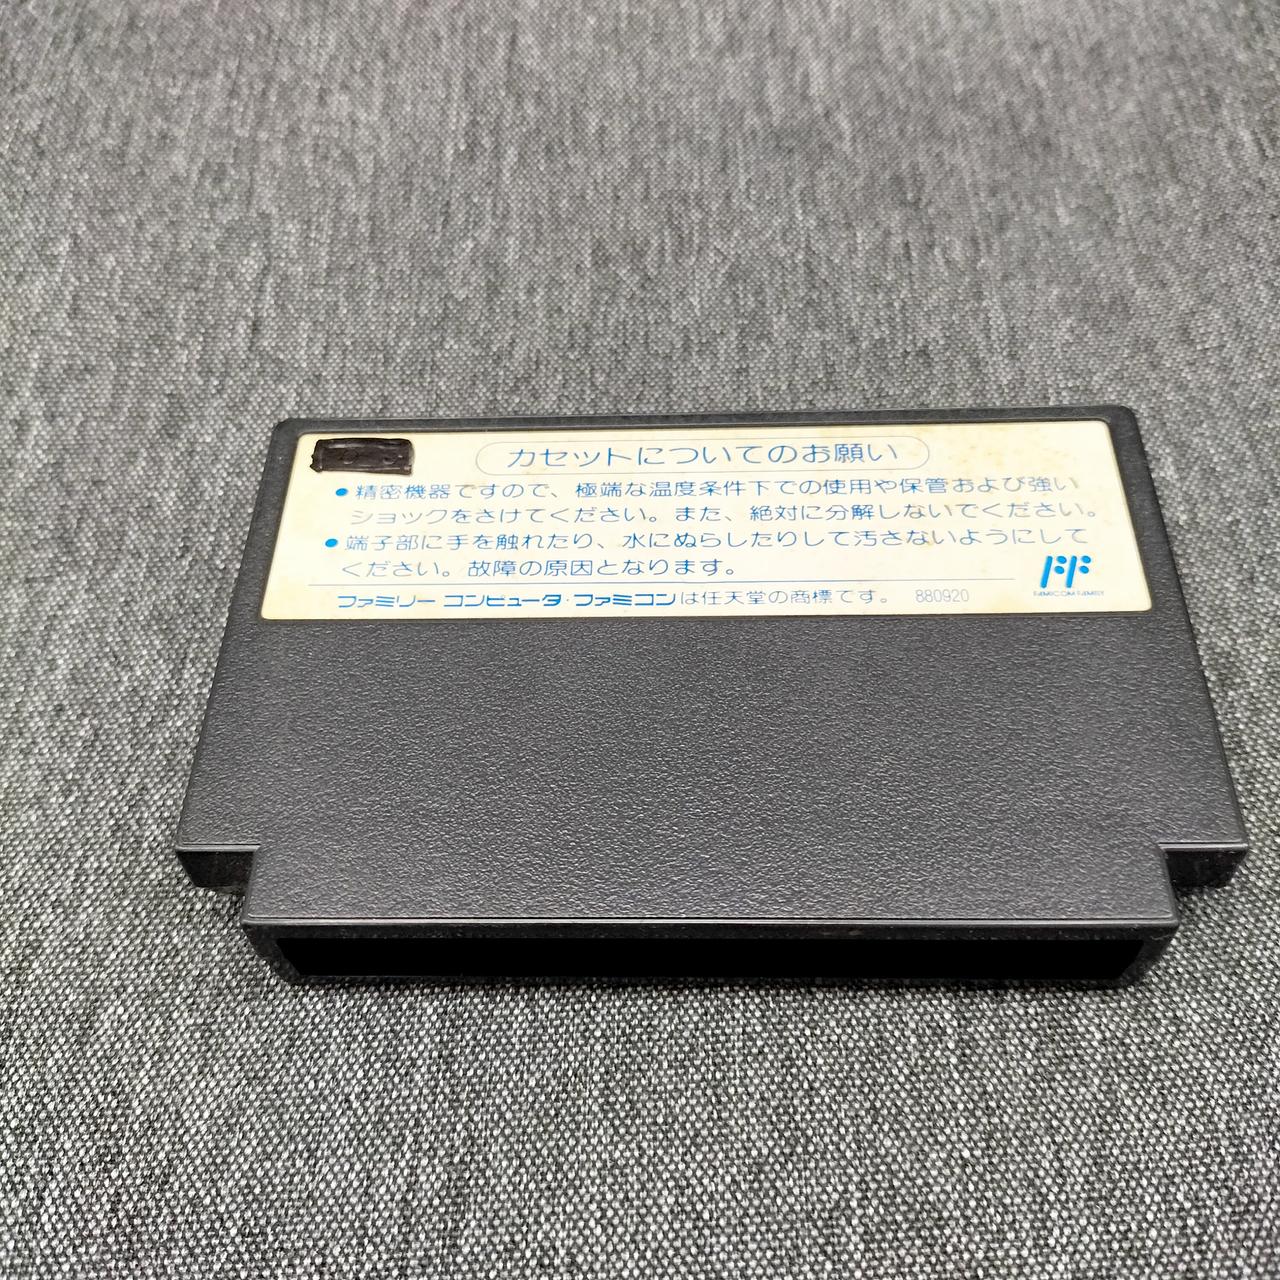 カセットについてのお願い
●精密機器ですので、極端な温度条件下での使用や保管および強い
ショックをさけてください。また、絶対に分解しないでください。
●端子部に手を触れたり、水にぬらしたりして汚さないようにして
ください。故障の原因となります。
ファミリー コンピュータ・ファミコンは任天堂の商標です。 880920
FF
FAMICOM FAMILY